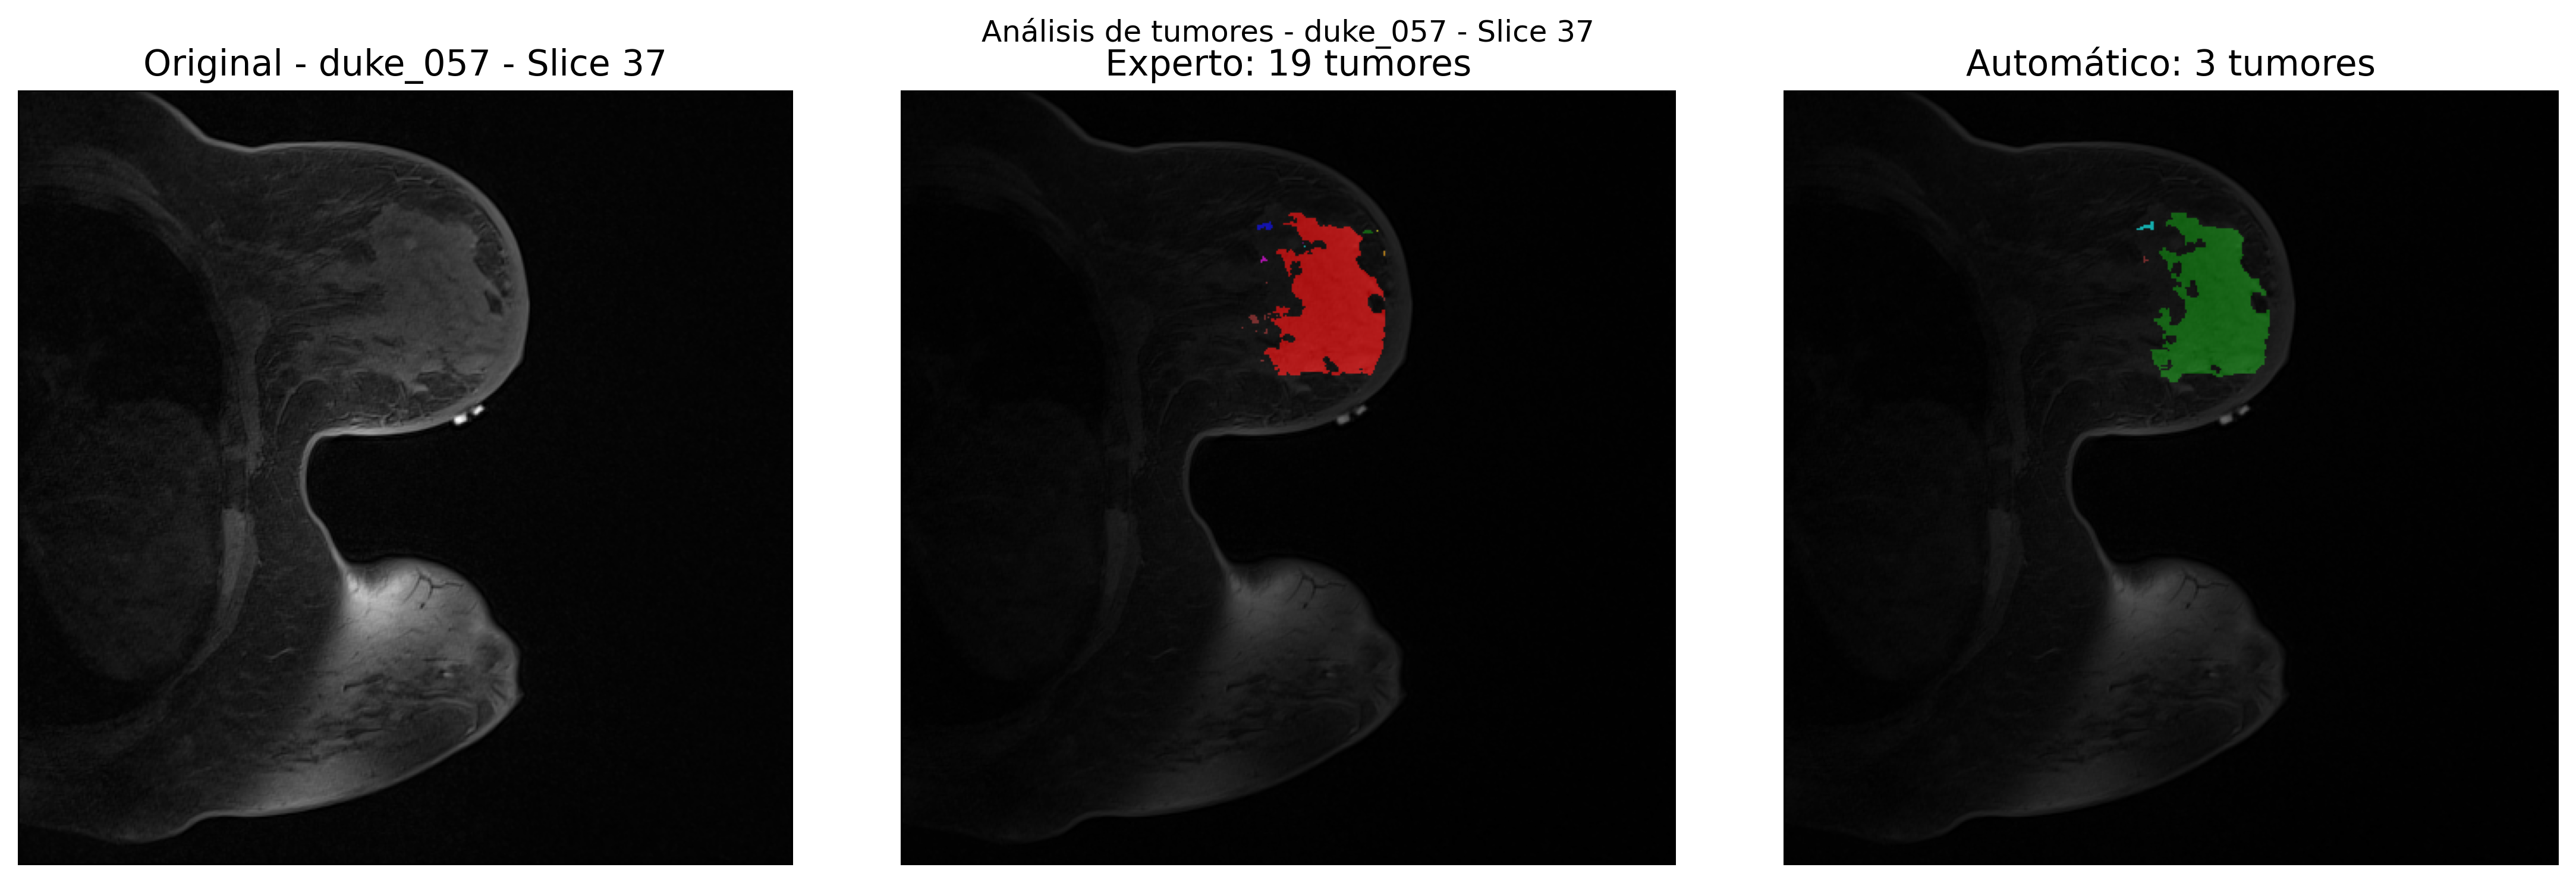 Análisis de tumores - duke_057 - Slice 37
Original - duke_057 - Slice 37
Experto: 19 tumores
Automático: 3 tumores